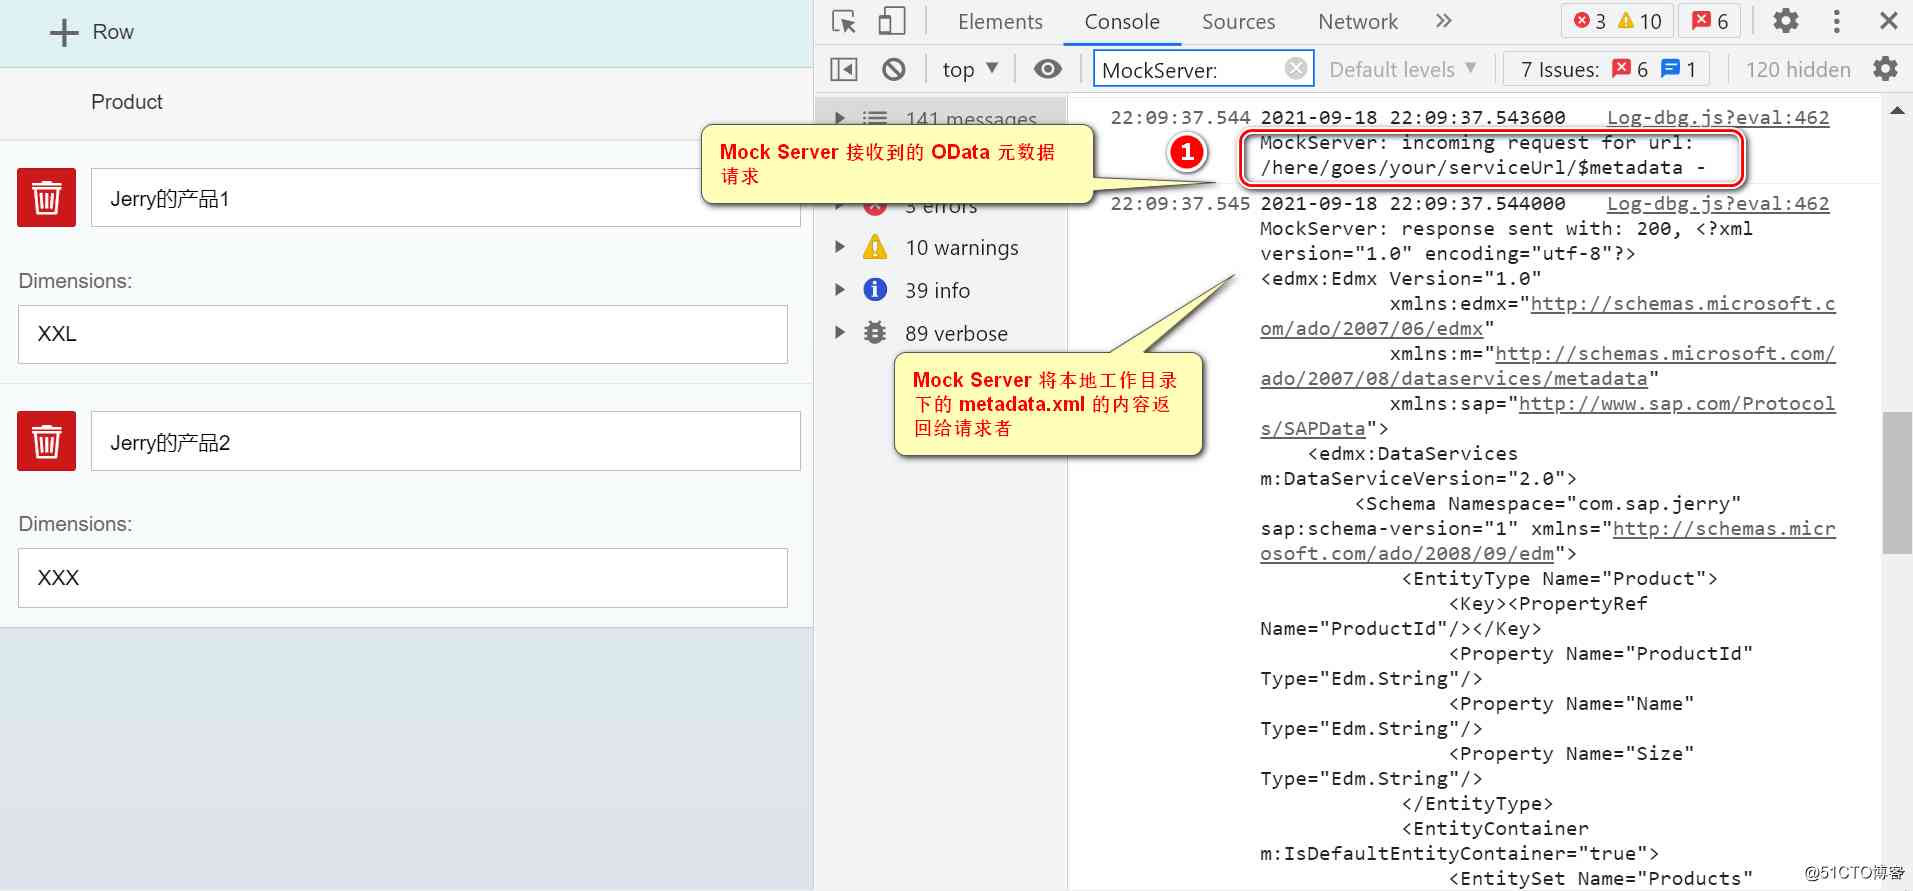 Row
Product
Jerry的产品1
Dimensions:
XXL
Jerry的产品2
Dimensions:
XXX
Elements Console Sources Network » 3 10 6
top MockServer: Default levels 7 Issues: 6 1 120 hidden
141 messages
3 errors
10 warnings
39 info
89 verbose
Mock Server 接收到的 OData 元数据
请求
1
Mock Server 将本地工作目录
下的 metadata.xml 的内容返
回给请求者
22:09:37.544 2021-09-18 22:09:37.543600 Log-dbg.js?eval:462
MockServer: incoming request for url:
/here/goes/your/serviceUrl/$metadata -
22:09:37.545 2021-09-18 22:09:37.544000 Log-dbg.js?eval:462
MockServer: response sent with: 200, <?xml
version="1.0" encoding="utf-8"?>
<edmx:Edmx Version="1.0"
xmlns:edmx="http://schemas.microsoft.c
om/ado/2007/06/edmx"
xmlns:m="http://schemas.microsoft.com/
ado/2007/08/dataservices/metadata"
xmlns:sap="http://www.sap.com/Protocol
s/SAPData">
<edmx:DataServices
m:DataServiceVersion="2.0">
<Schema Namespace="com.sap.jerry"
sap:schema-version="1" xmlns="http://schemas.micr
osoft.com/ado/2008/09/edm">
<EntityType Name="Product">
<Key><PropertyRef
Name="ProductId"/></Key>
<Property Name="ProductId"
Type="Edm.String"/>
<Property Name="Name"
Type="Edm.String"/>
<Property Name="Size"
Type="Edm.String"/>
</EntityType>
<EntityContainer
m:IsDefaultEntityContainer="true">
<EntitySet Name="Products"
@51CTO博客